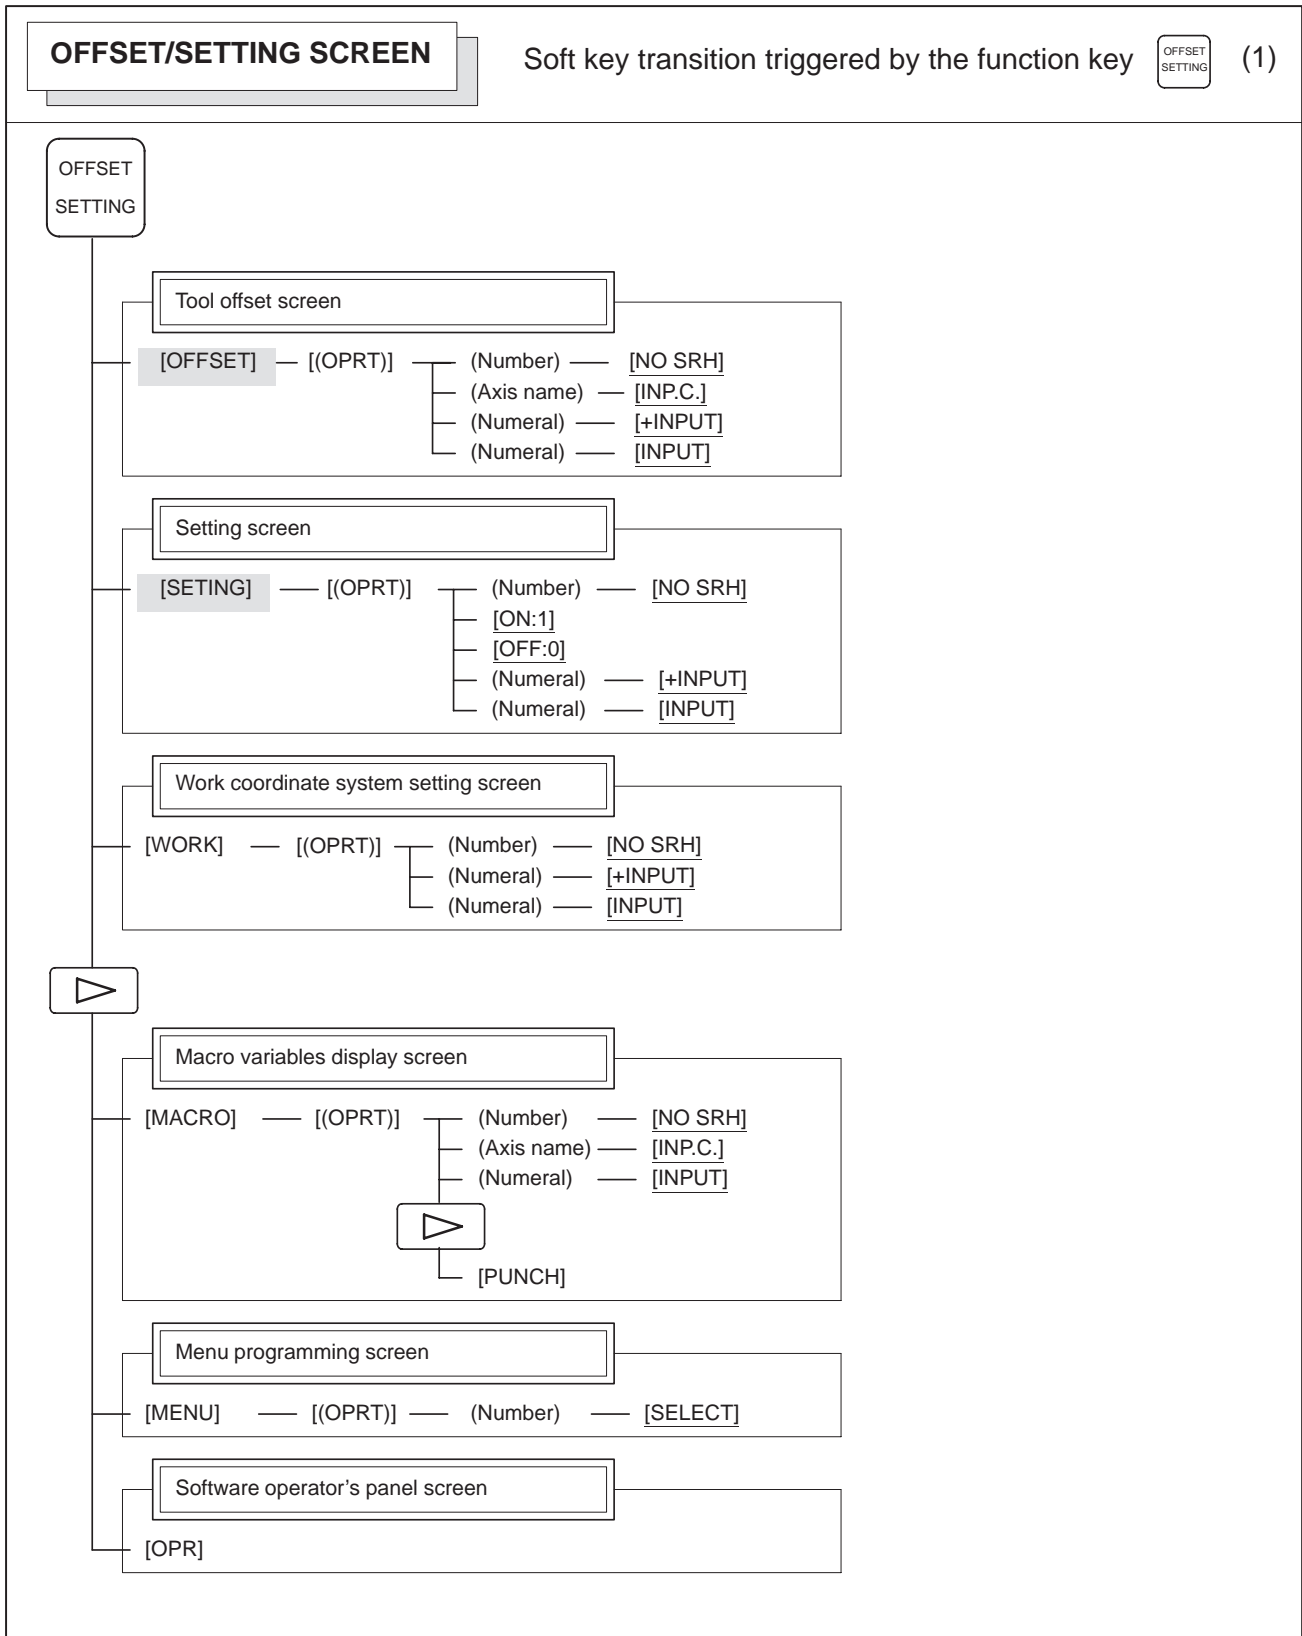 OFFSET/SETTING SCREEN
Soft key transition triggered by the function key
OFFSET
SETTING
(1)
OFFSET
SETTING
Tool offset screen
[OFFSET] [(OPRT)] (Number) [NO SRH]
(Axis name) [INP.C.]
(Numeral) [+INPUT]
(Numeral) [INPUT]
Setting screen
[SETING] [(OPRT)] (Number) [NO SRH]
[ON:1]
[OFF:0]
(Numeral) [+INPUT]
(Numeral) [INPUT]
Work coordinate system setting screen
[WORK] [(OPRT)] (Number) [NO SRH]
(Numeral) [+INPUT]
(Numeral) [INPUT]
Macro variables display screen
[MACRO] [(OPRT)] (Number) [NO SRH]
(Axis name) [INP.C.]
(Numeral) [INPUT]
[PUNCH]
Menu programming screen
[MENU] [(OPRT)] (Number) [SELECT]
Software operator’s panel screen
[OPR]